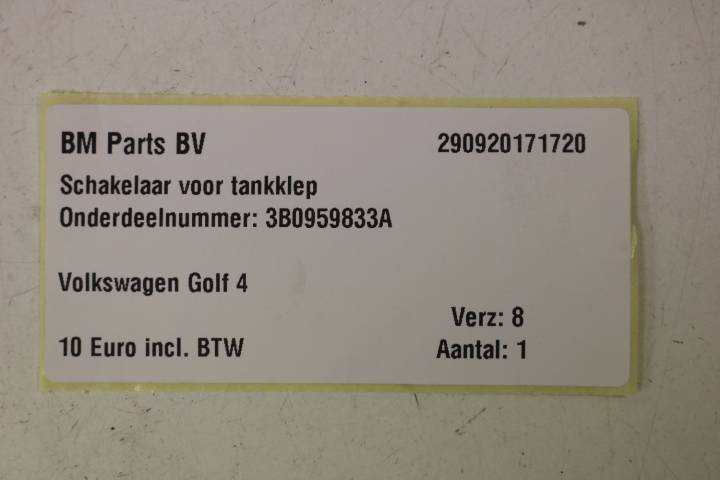 BM Parts BV 290920171720
Schakelaar voor tankklep
Onderdeelnummer: 3B0959833A
Volkswagen Golf 4
Verz: 8
10 Euro incl. BTW Aantal: 1